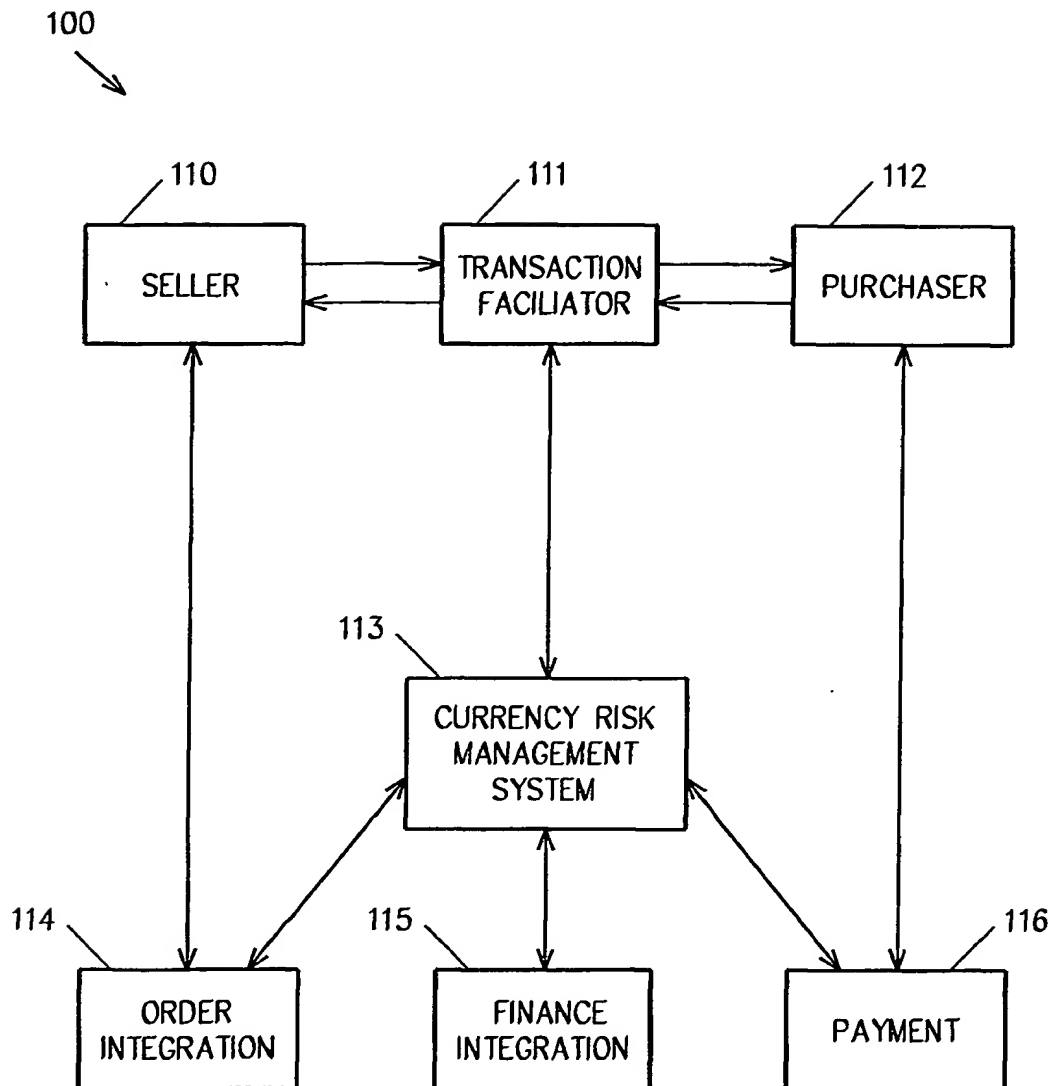 100
110
111
112
SELLER
TRANSACTION
FACILIATOR
PURCHASER
113
CURRENCY RISK
MANAGEMENT
SYSTEM
114
115
116
ORDER
INTEGRATION
FINANCE
INTEGRATION
PAYMENT